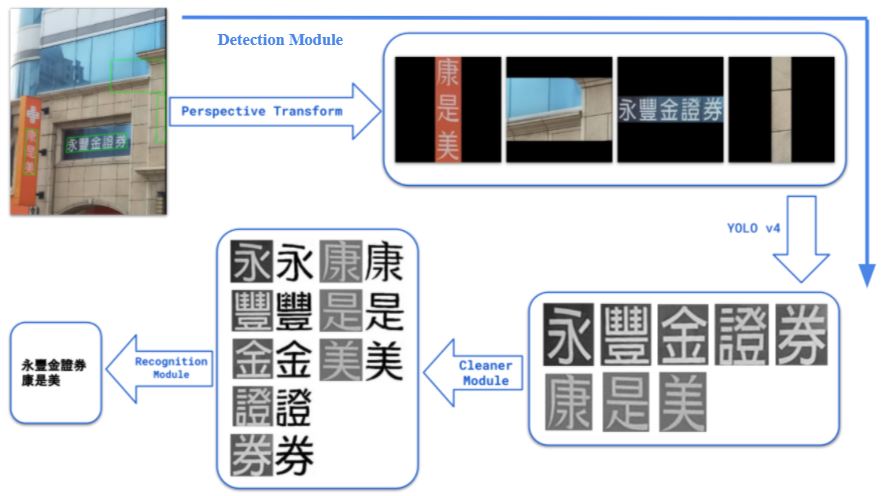 Detection Module
康是美
永豐金證券
Perspective Transform
康是美
永豐金證券
YOLO v4
永豐金證券
康是美
Cleaner Module
永永康康
豐豐是是
金金美美
證證
券券
Recognition Module
永豐金證券
康是美